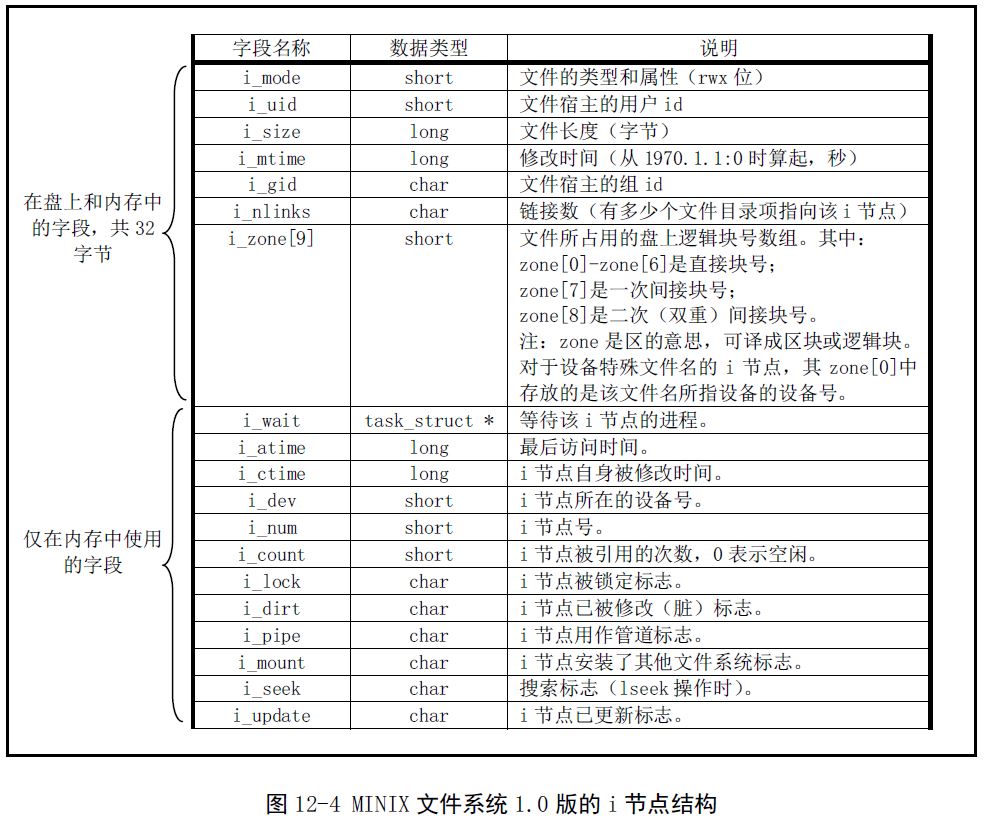 字段名称 数据类型 说明
i_mode short 文件的类型和属性（rwx 位）
i_uid short 文件宿主的用户 id
i_size long 文件长度（字节）
i_mtime long 修改时间（从 1970.1.1:0 时算起，秒）
i_gid char 文件宿主的组 id
i_nlinks char 链接数（有多少个文件目录项指向该 i 节点）
i_zone[9] short 文件所占用的盘上逻辑块号数组。其中：
zone[0]-zone[6]是直接块号；
zone[7]是一次间接块号；
zone[8]是二次（双重）间接块号。
注：zone 是区的意思，可译成区块或逻辑块。
对于设备特殊文件名的 i 节点，其 zone[0]中
存放的是该文件名所指设备的设备号。
在盘上和内存中
的字段，共 32
字节
i_wait task_struct * 等待该 i 节点的进程。
i_atime long 最后访问时间。
i_ctime long i 节点自身被修改时间。
i_dev short i 节点所在的设备号。
i_num short i 节点号。
i_count short i 节点被引用的次数，0 表示空闲。
i_lock char i 节点被锁定标志。
i_dirt char i 节点已被修改（脏）标志。
i_pipe char i 节点用作管道标志。
i_mount char i 节点安装了其他文件系统标志。
i_seek char 搜索标志（lseek 操作时）。
i_update char i 节点已更新标志。
仅在内存中使用
的字段
图 12-4 MINIX 文件系统 1.0 版的 i 节点结构